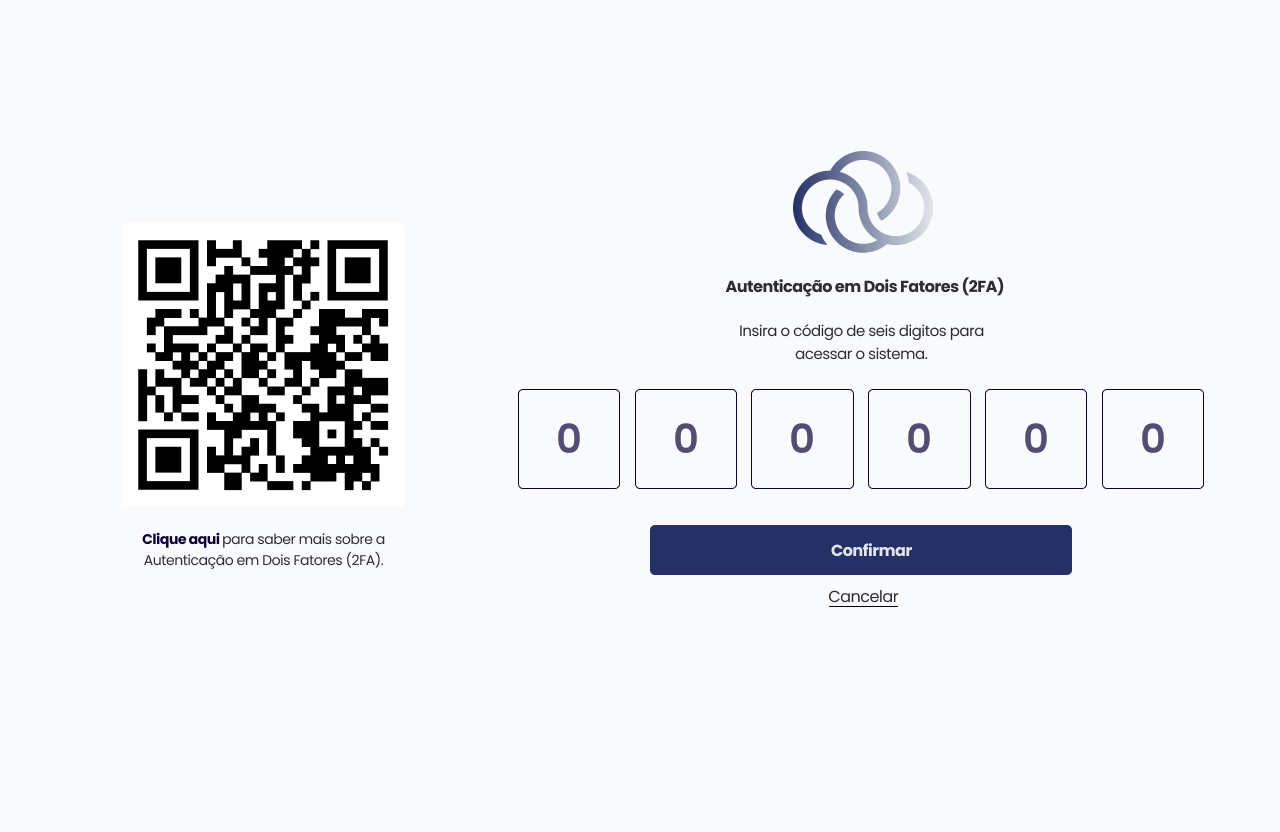 Clique aqui para saber mais sobre a
Autenticação em Dois Fatores (2FA).
Autenticação em Dois Fatores (2FA)
Insira o código de seis digitos para
acessar o sistema.
0 0 0 0 0 0
Confirmar
Cancelar